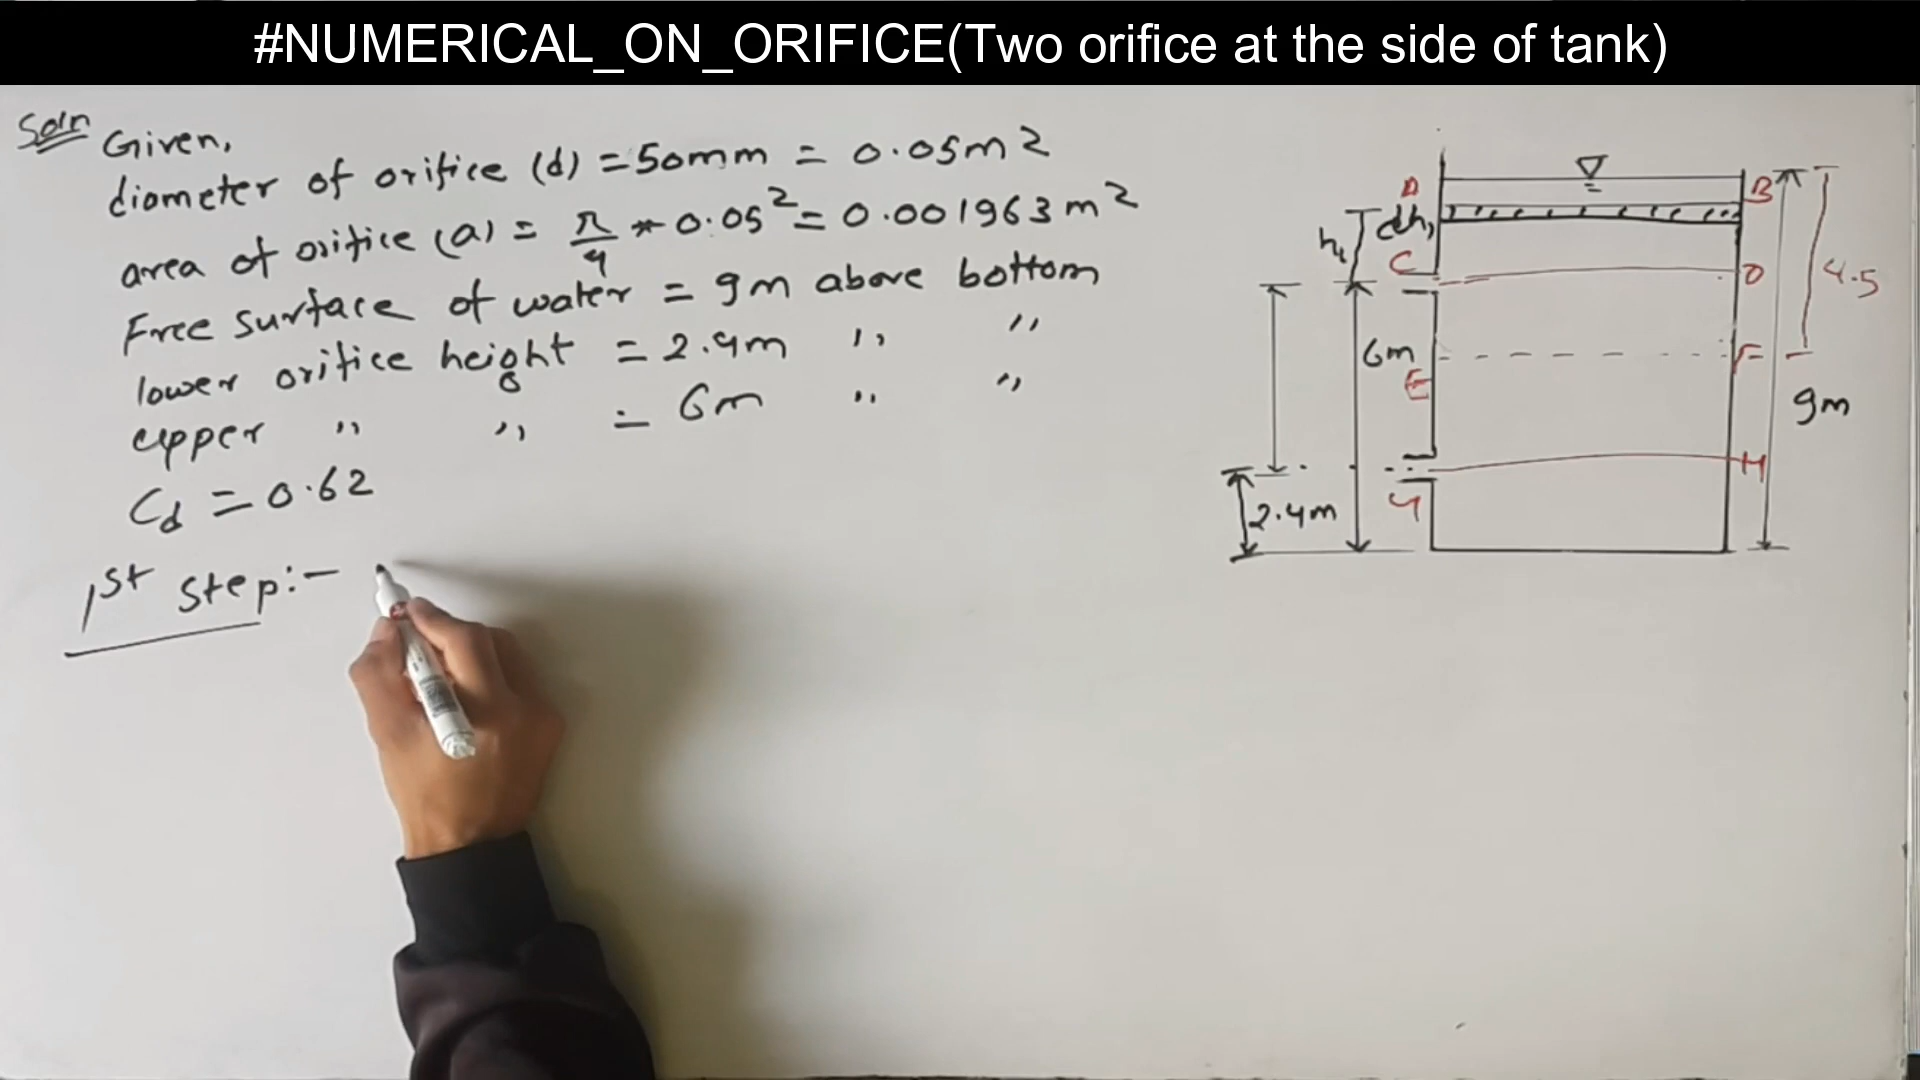 #NUMERICAL_ON_ORIFICE(Two orifice at the side of tank)
Soln Given,
diameter of orifice (d) = 50mm = 0.05m2
area of orifice (a) = π/4 * 0.05² = 0.001963 m²
Free surface of water = 9m above bottom
lower orifice height = 2.4m ,, ,,
upper ,, ,, = 6m ,, ,,
Cd = 0.62
1st step:-
A
B
h1
dh1
C
D
4.5
6m
E
F
9m
G
H
2.4m